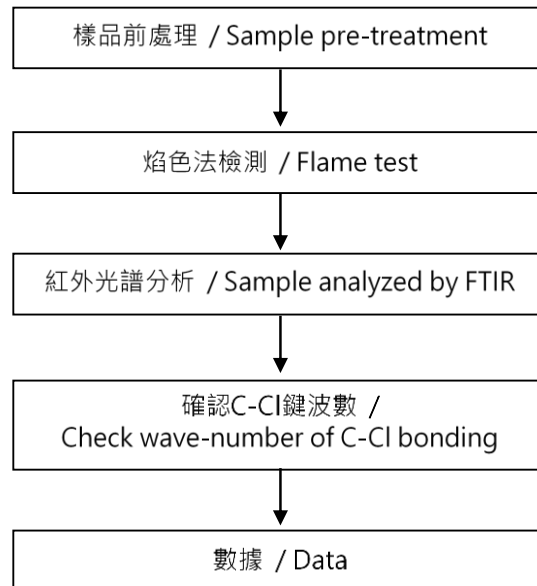 樣品前處理 / Sample pre-treatment
焰色法檢測 / Flame test
紅外光譜分析 / Sample analyzed by FTIR
確認C-Cl鍵波數 /
Check wave-number of C-Cl bonding
數據 / Data